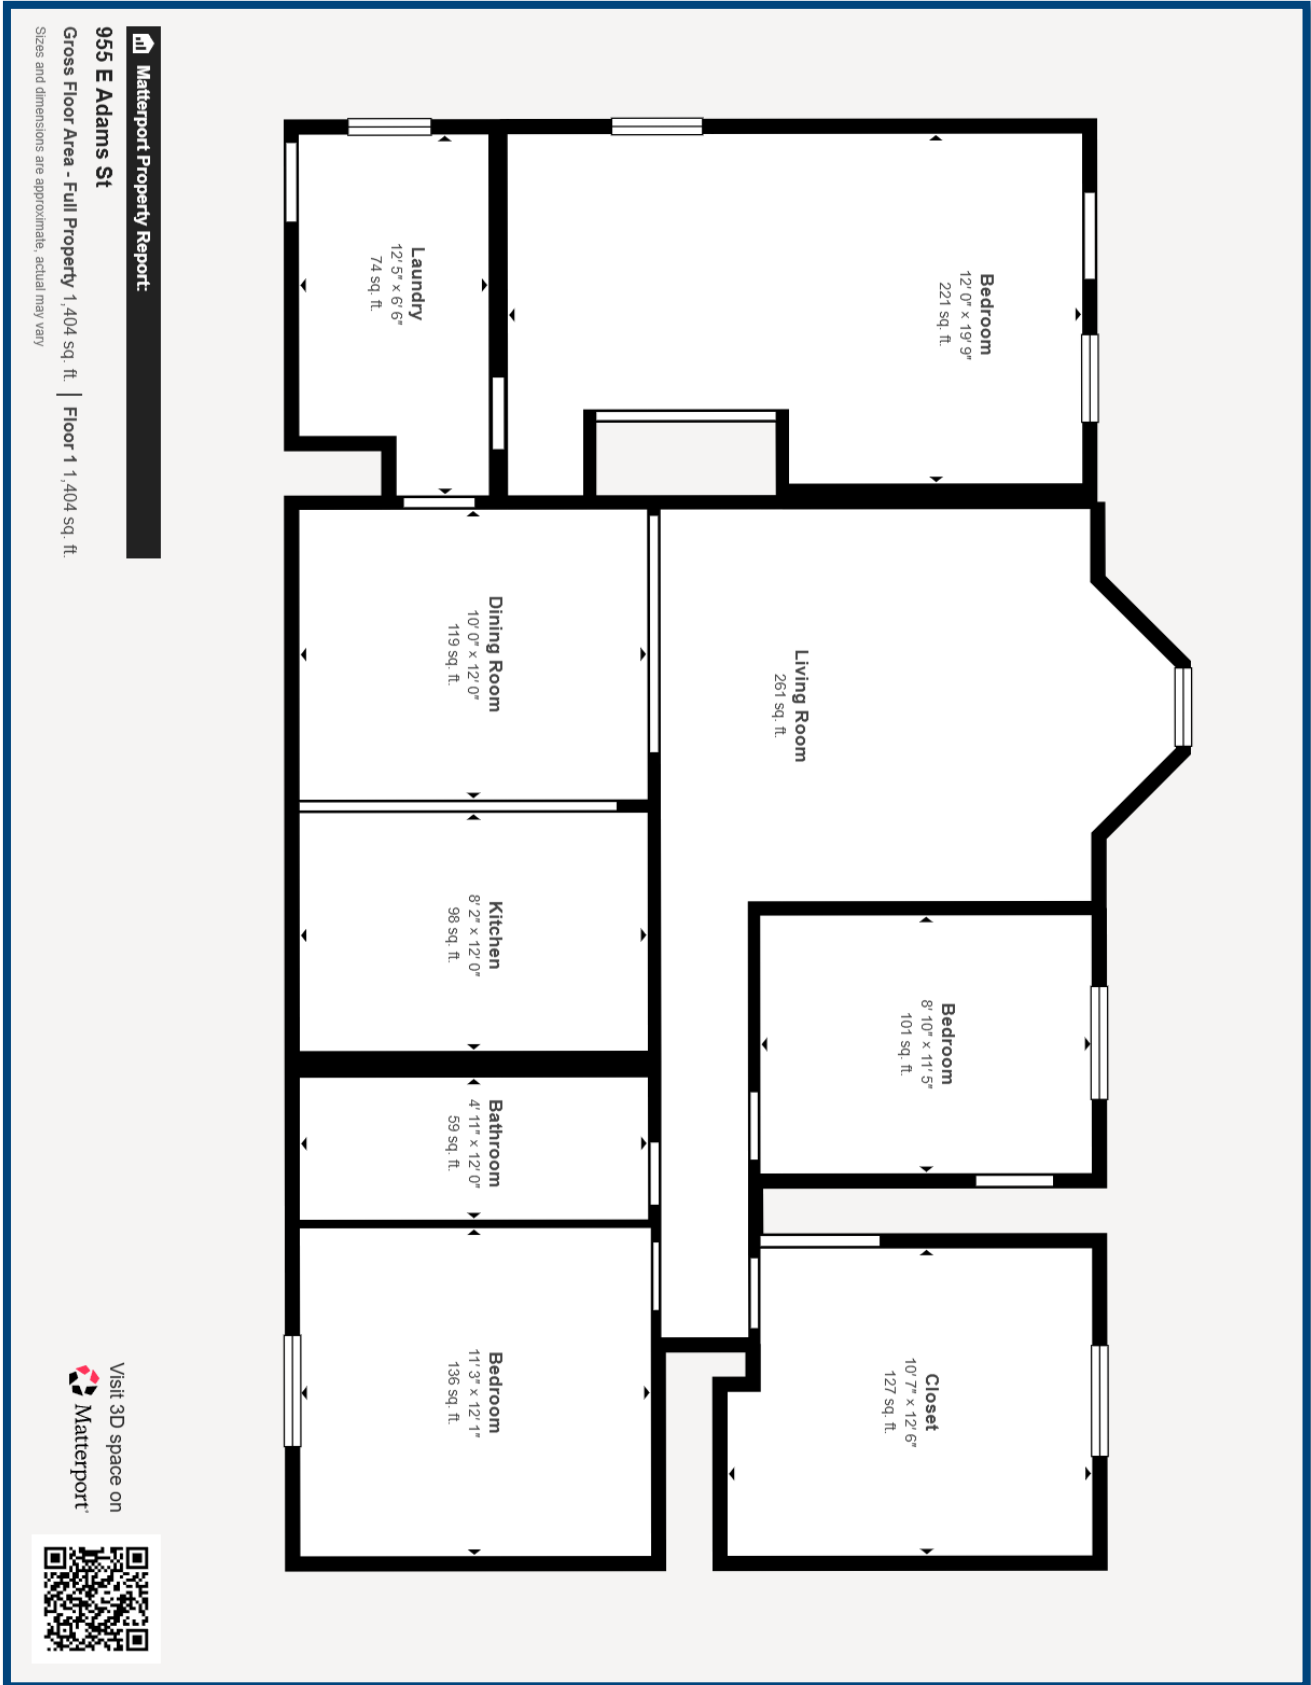 Bedroom
12' 0" x 19' 9"
221 sq. ft.
Laundry
12' 5" x 6' 6"
74 sq. ft.
Living Room
261 sq. ft.
Dining Room
10' 0" x 12' 0"
119 sq. ft.
Kitchen
8' 2" x 12' 0"
98 sq. ft.
Bedroom
8' 10" x 11' 5"
101 sq. ft.
Bathroom
4' 11" x 12' 0"
59 sq. ft.
Closet
10' 7" x 12' 6"
127 sq. ft.
Bedroom
11' 3" x 12' 1"
136 sq. ft.
Matterport Property Report:
955 E Adams St
Gross Floor Area - Full Property 1,404 sq. ft. | Floor 1 1,404 sq. ft.
Sizes and dimensions are approximate, actual may vary
Visit 3D space on
Matterport